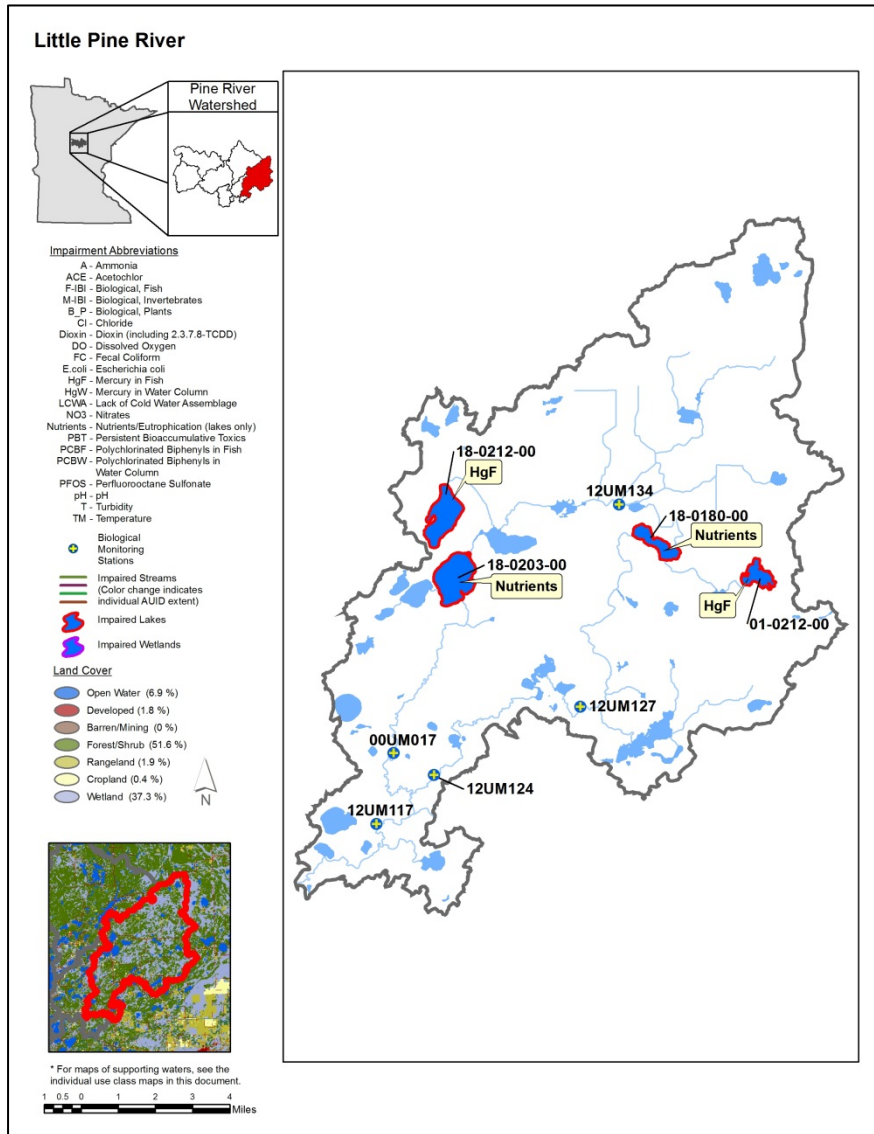 Little Pine River
Pine River
Watershed
Impairment Abbreviations
A - Ammonia
ACE - Acetochlor
F-IBI - Biological, Fish
M-IBI - Biological, Invertebrates
B_P - Biological, Plants
Cl - Chloride
Dioxin - Dioxin (including 2.3.7.8-TCDD)
DO - Dissolved Oxygen
FC - Fecal Coliform
E.coli - Escherichia coli
HgF - Mercury in Fish
HgW - Mercury in Water Column
LCWA - Lack of Cold Water Assemblage
NO3 - Nitrates
Nutrients - Nutrients/Eutrophication (lakes only)
PBT - Persistent Bioaccumulative Toxics
PCBF - Polychlorinated Biphenyls in Fish
PCBW - Polychlorinated Biphenyls in
Water Column
PFOS - Perfluorooctane Sulfonate
pH - pH
T - Turbidity
TM - Temperature
Biological
Monitoring
Stations
Impaired Streams
(Color change indicates
individual AUID extent)
Impaired Lakes
Impaired Wetlands
Land Cover
Open Water (6.9 %)
Developed (1.8 %)
Barren/Mining (0 %)
Forest/Shrub (51.6 %)
Rangeland (1.9 %)
Cropland (0.4 %)
Wetland (37.3 %)
N
* For maps of supporting waters, see the
individual use class maps in this document.
1 0.5 0 1 2 3 4
Miles
18-0212-00
HgF
12UM134
18-0180-00
Nutrients
18-0203-00
Nutrients
HgF
01-0212-00
12UM127
00UM017
12UM124
12UM117